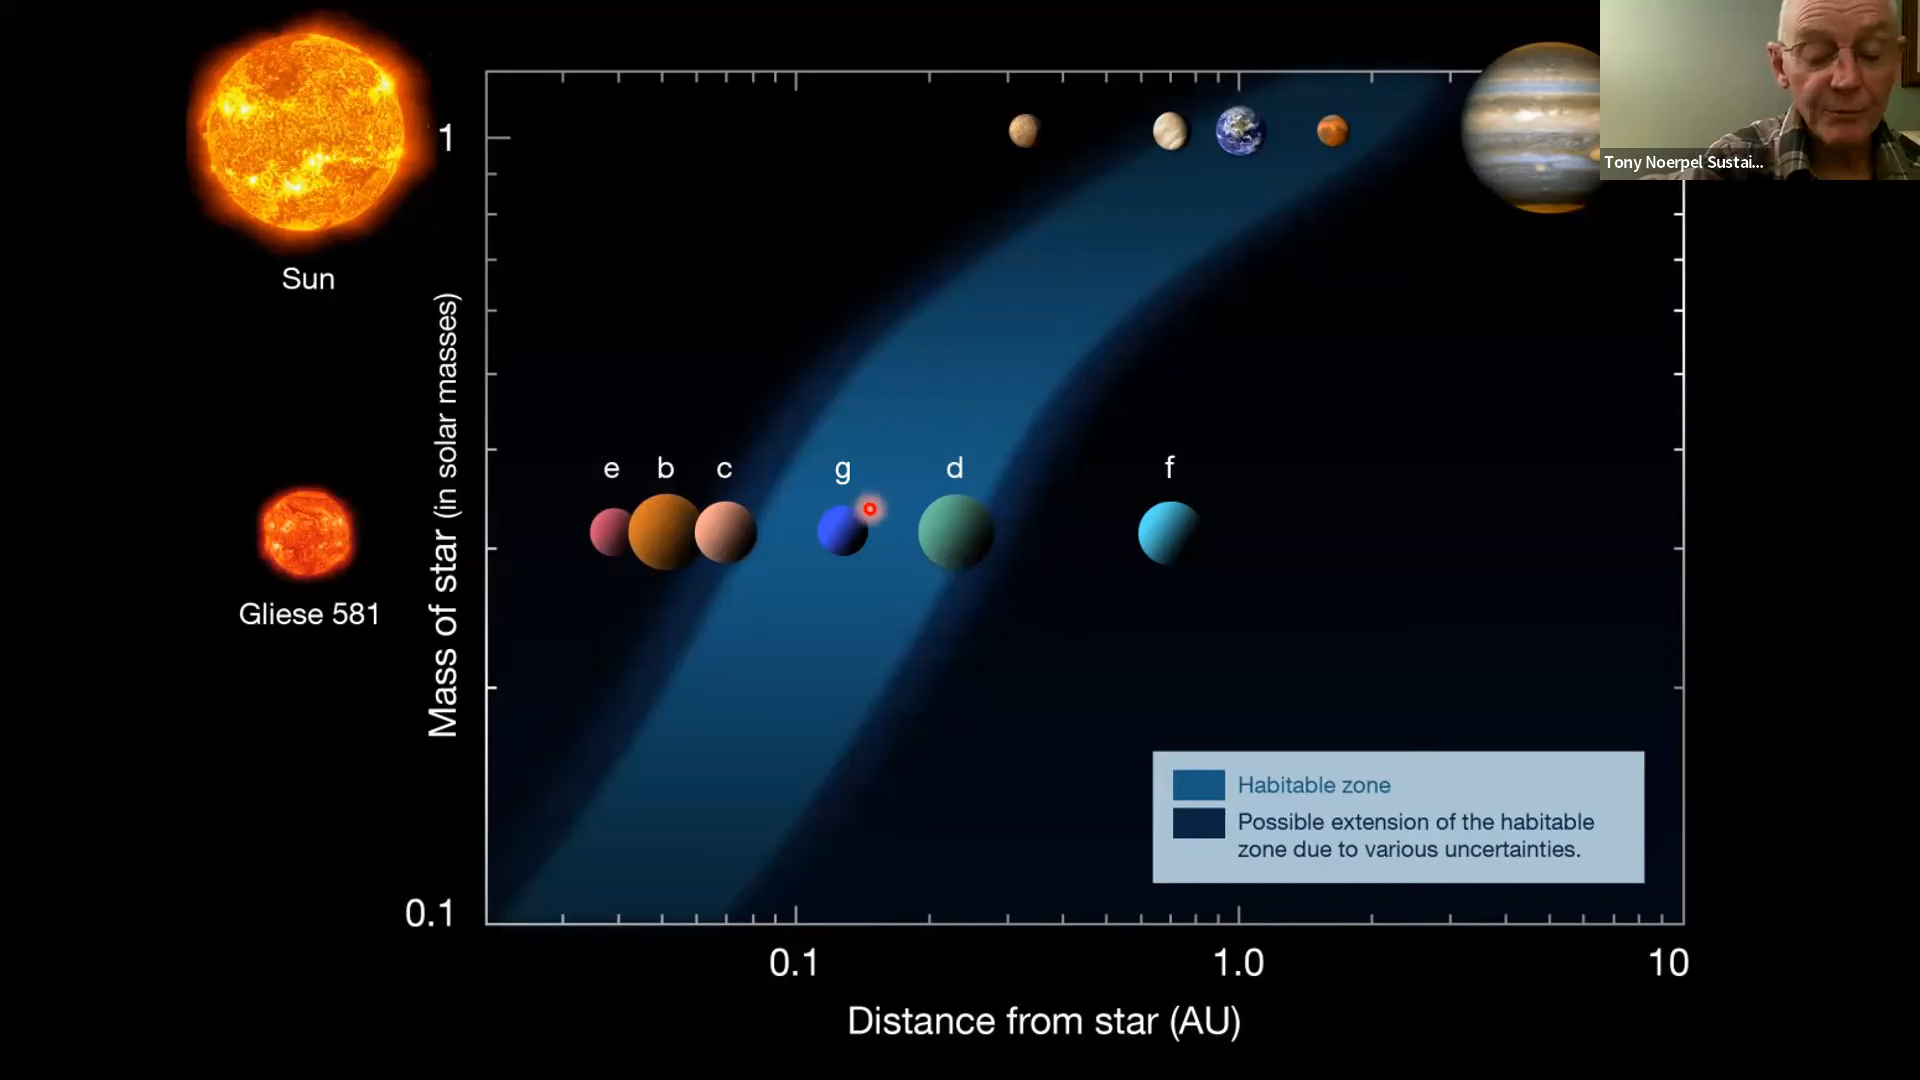 Sun
Gliese 581
Mass of star (in solar masses)
1
0.1
e b c g d f
Habitable zone
Possible extension of the habitable
zone due to various uncertainties.
0.1 1.0 10
Distance from star (AU)
Tony Noerpel Sustai...